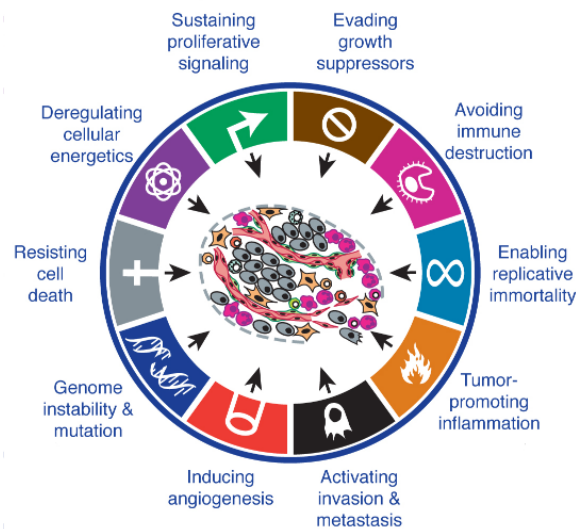 Sustaining
proliferative
signaling
Evading
growth
suppressors
Avoiding
immune
destruction
Enabling
replicative
immortality
Tumor-
promoting
inflammation
Activating
invasion &
metastasis
Inducing
angiogenesis
Genome
instability &
mutation
Resisting
cell
death
Deregulating
cellular
energetics